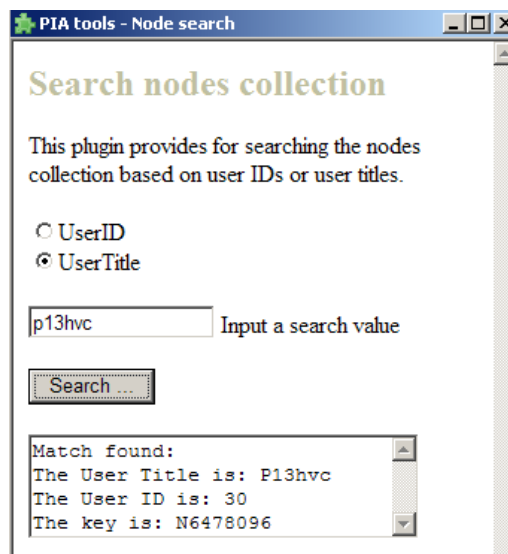 PIA tools - Node search
Search nodes collection
This plugin provides for searching the nodes
collection based on user IDs or user titles.
UserID
UserTitle
p13hvc Input a search value
Search ...
Match found:
The User Title is: P13hvc
The User ID is: 30
The key is: N6478096